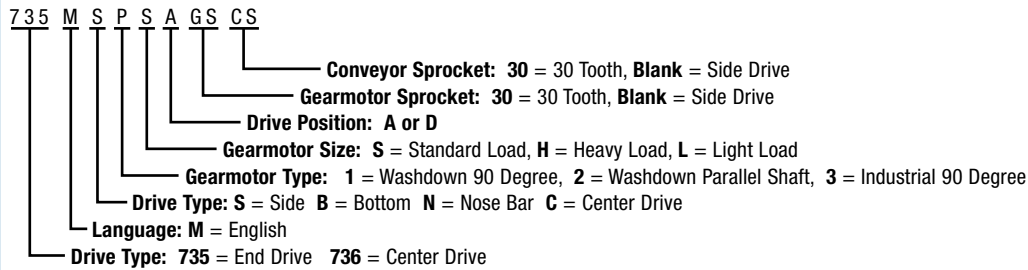 735 M S P S A GS CS
Conveyor Sprocket: 30 = 30 Tooth, Blank = Side Drive
Gearmotor Sprocket: 30 = 30 Tooth, Blank = Side Drive
Drive Position: A or D
Gearmotor Size: S = Standard Load, H = Heavy Load, L = Light Load
Gearmotor Type: 1 = Washdown 90 Degree, 2 = Washdown Parallel Shaft, 3 = Industrial 90 Degree
Drive Type: S = Side B = Bottom N = Nose Bar C = Center Drive
Language: M = English
Drive Type: 735 = End Drive 736 = Center Drive